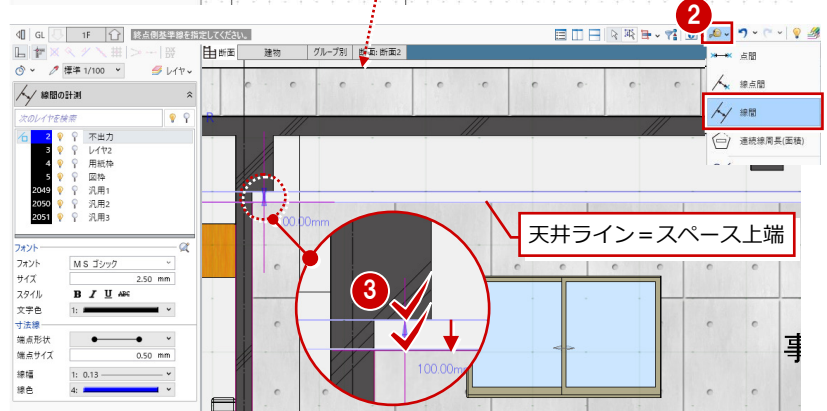 2
GL 1F 終点側基準線を指定してください。
標準 1/100 レイヤ
断面 建物 グループ別 断面: 断面2
点間
線点間
線間
連続線周長(面積)
線間の計測
次のレイヤを検索
2 不出力
3 レイヤ2
4 用紙枠
5 図枠
2049 汎用1
2050 汎用2
2051 汎用3
R
00.00mm
天井ライン=スペース上端
3
100.00mm
事
フォント
フォント MS ゴシック
サイズ 2.50 mm
スタイル B I U ABC
文字色 1:
寸法線
端点形状
端点サイズ 0.50 mm
線幅 1: 0.13
線色 4: